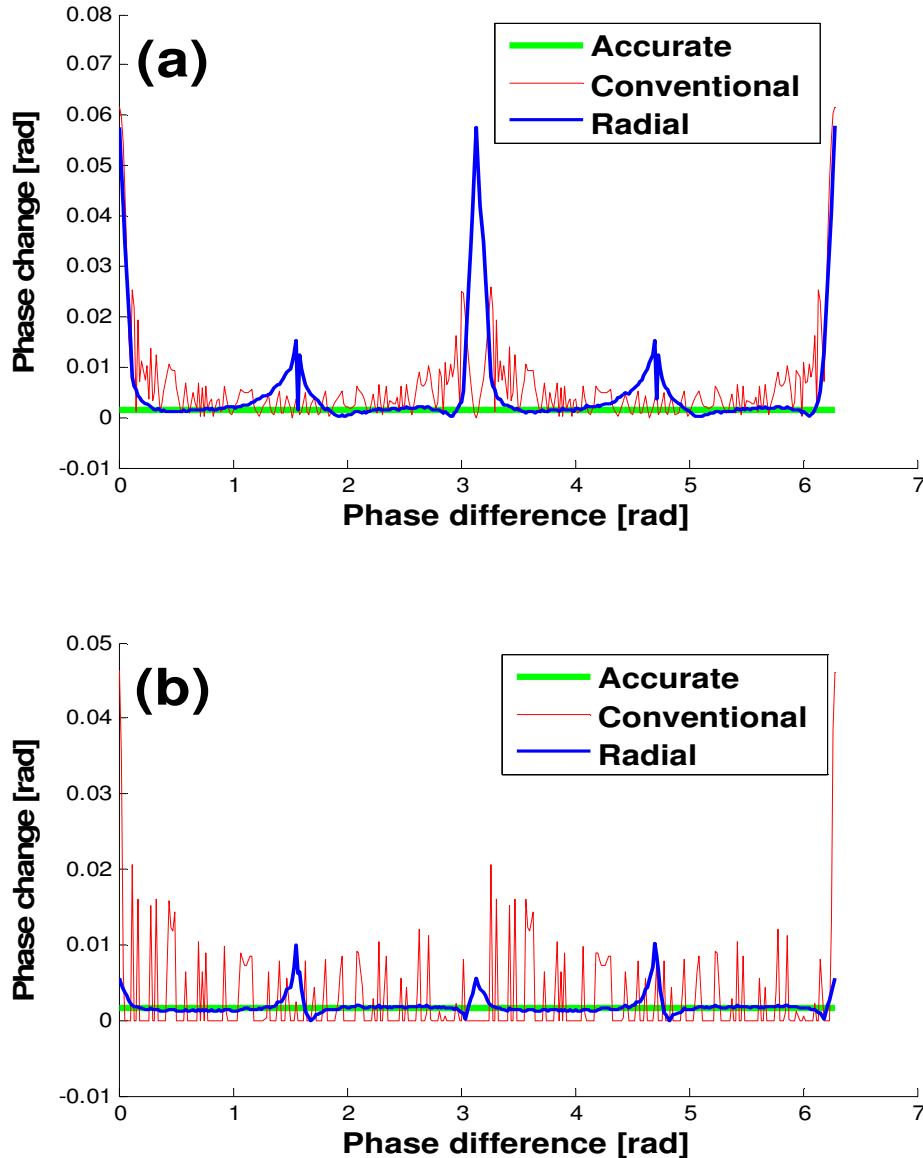 (a)
Accurate
Conventional
Radial
Phase change [rad]
0.08
0.07
0.06
0.05
0.04
0.03
0.02
0.01
0
-0.01
0 1 2 3 4 5 6 7
Phase difference [rad]
(b)
Accurate
Conventional
Radial
Phase change [rad]
0.05
0.04
0.03
0.02
0.01
0
-0.01
0 1 2 3 4 5 6 7
Phase difference [rad]